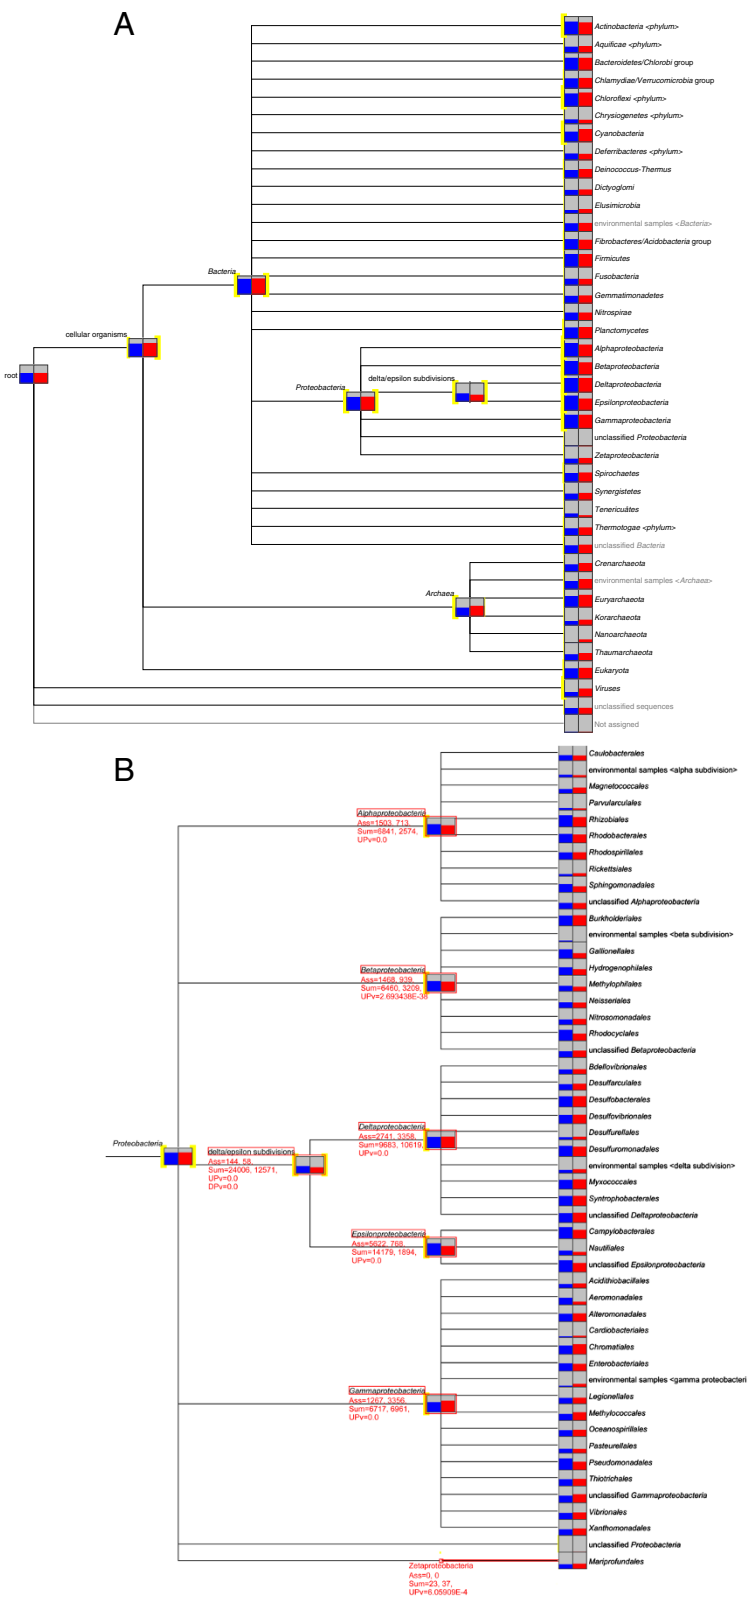 A
Actinobacteria <phylum>
Aquificae <phylum>
Bacteroidetes/Chlorobi group
Chlamydiae/Verrucomicrobia group
Chloroflexi <phylum>
Chrysiogenetes <phylum>
Cyanobacteria
Deferribacteres <phylum>
Deinococcus-Thermus
Dictyoglomi
Elusimicrobia
environmental samples <Bacteria>
Fibrobacteres/Acidobacteria group
Firmicutes
Bacteria
Fusobacteria
Gemmatimonadetes
Nitrospirae
Planctomycetes
cellular organisms
Alphaproteobacteria
Betaproteobacteria
root
delta/epsilon subdivisions
Deltaproteobacteria
Proteobacteria
Epsilonproteobacteria
Gammaproteobacteria
unclassified Proteobacteria
Zetaproteobacteria
Spirochaetes
Synergistetes
Tenericutes
Thermotogae <phylum>
unclassified Bacteria
Crenarchaeota
environmental samples <Archaea>
Archaea
Euryarchaeota
Korarchaeota
Nanoarchaeota
Thaumarchaeota
Eukaryota
Viruses
unclassified sequences
Not assigned
B
Caulobacterales
environmental samples <alpha subdivision>
Magnetococcales
Parvularculales
Alphaproteobacteria
Ass=1503, 713,
Sum=6841, 2574,
UPv=0.0
Rhizobiales
Rhodobacterales
Rhodospirillales
Rickettsiales
Sphingomonadales
unclassified Alphaproteobacteria
Burkholderiales
environmental samples <beta subdivision>
Gallionellales
Betaproteobacteria
Ass=1468, 939,
Sum=6460, 3209,
UPv=2.693438E-38
Hydrogenophilales
Methylophilales
Neisseriales
Nitrosomonadales
Rhodocyclales
unclassified Betaproteobacteria
Bdellovibrionales
Desulfarculales
Desulfobacterales
Desulfovibrionales
Deltaproteobacteria
Ass=2741, 3358,
Sum=9683, 10619,
UPv=0.0
Desulfurellales
Desulfuromonadales
Proteobacteria
delta/epsilon subdivisions
Ass=144, 58,
Sum=24006, 12571,
UPv=0.0
DPv=0.0
environmental samples <delta subdivision>
Myxococcales
Syntrophobacterales
unclassified Deltaproteobacteria
Campylobacterales
Epsilonproteobacteria
Ass=5622, 768,
Sum=14179, 1894,
UPv=0.0
Nautiliales
unclassified Epsilonproteobacteria
Acidithiobacillales
Aeromonadales
Alteromonadales
Cardiobacteriales
Chromatiales
Enterobacteriales
environmental samples <gamma proteobacteri
Gammaproteobacteria
Ass=1267, 3356,
Sum=6717, 6961,
UPv=0.0
Legionellales
Methylococcales
Oceanospirillales
Pasteurellales
Pseudomonadales
Thiotrichales
unclassified Gammaproteobacteria
Vibrionales
Xanthomonadales
unclassified Proteobacteria
Mariprofundales
Zetaproteobacteria
Ass=0, 0
Sum=23, 37,
UPv=6.05909E-4